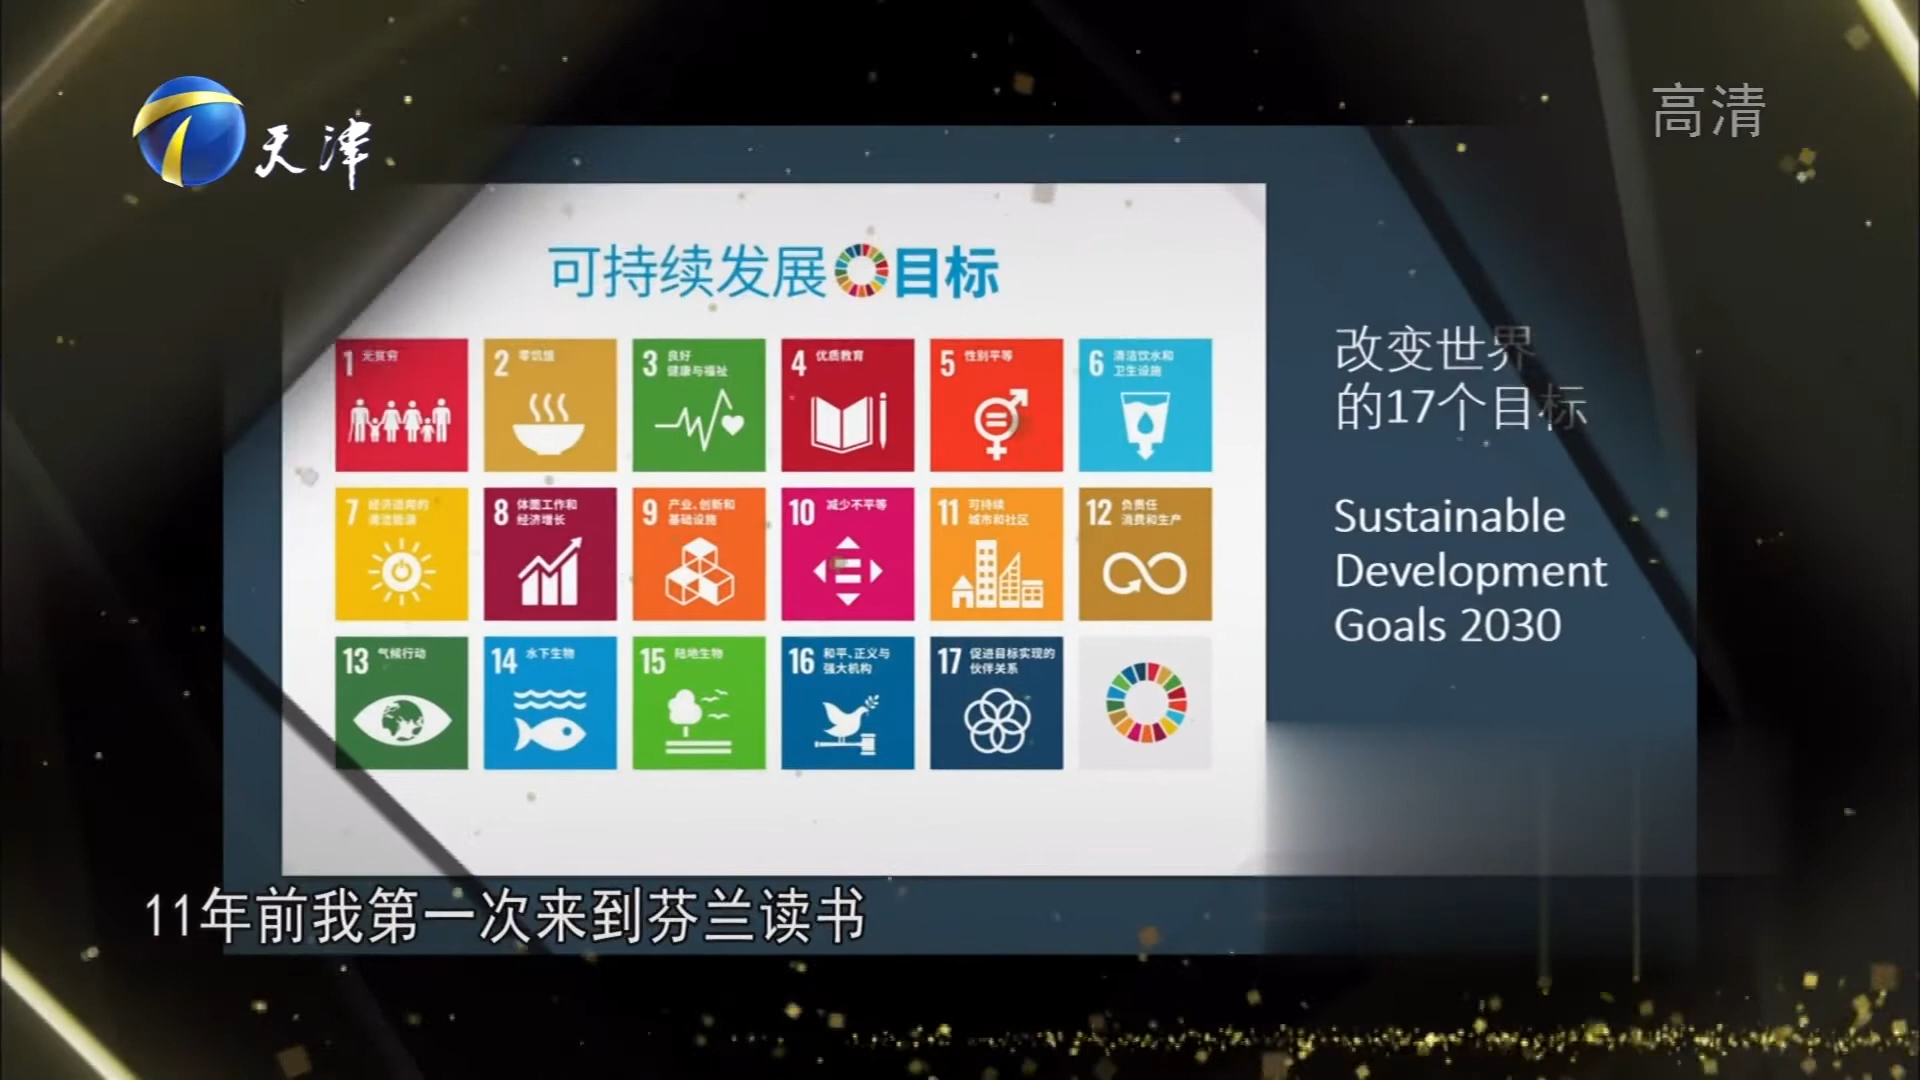 天津
高清
可持续发展目标
改变世界
的17个目标
Sustainable
Development
Goals 2030
1 无贫穷
2 零饥饿
3 良好
健康与福祉
4 优质教育
5 性别平等
6 清洁饮水和
卫生设施
7 经济适用的
清洁能源
8 体面工作和
经济增长
9 产业、创新和
基础设施
10 减少不平等
11 可持续
城市和社区
12 负责任
消费和生产
13 气候行动
14 水下生物
15 陆地生物
16 和平、正义与
强大机构
17 促进目标实现的
伙伴关系
11年前我第一次来到芬兰读书